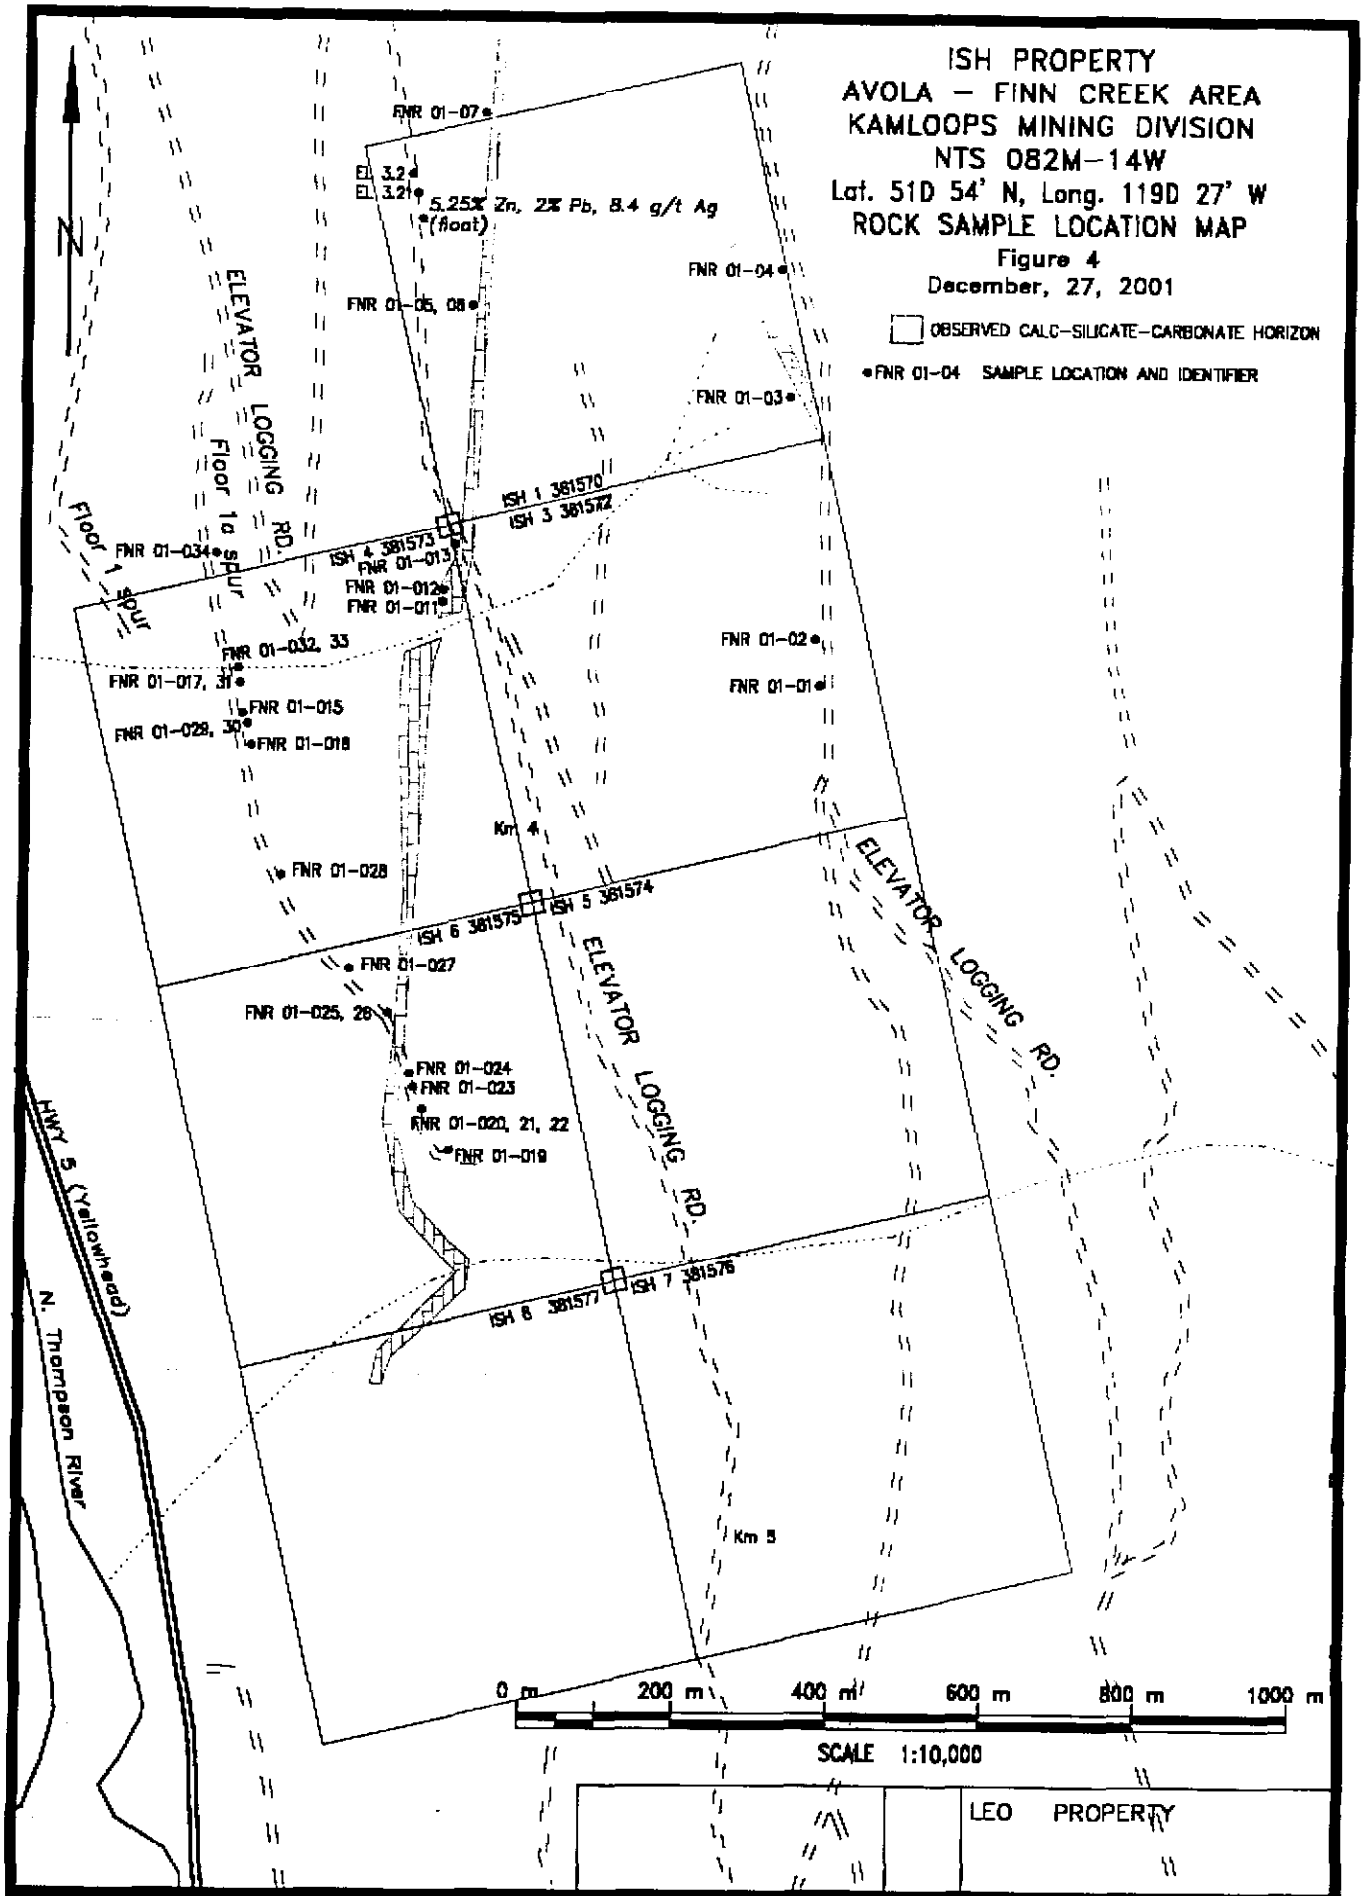 ISH PROPERTY
AVOLA – FINN CREEK AREA
KAMLOOPS MINING DIVISION
NTS 082M–14W
Lat. 51D 54' N, Long. 119D 27' W
ROCK SAMPLE LOCATION MAP
Figure 4
December, 27, 2001
OBSERVED CALC–SILICATE–CARBONATE HORIZON
FNR 01–04 SAMPLE LOCATION AND IDENTIFIER
N
FNR 01–07
EL 3.2
EL 3.21
5.25% Zn, 2% Pb, 8.4 g/t Ag
(float)
FNR 01–04
FNR 01–05, 08
FNR 01–03
ELEVATOR LOGGING RD.
Floor 1a spur
Floor 1 spur
ISH 1 381570
ISH 3 381572
ISH 4 381573
FNR 01–034
FNR 01–013
FNR 01–012
FNR 01–011
FNR 01–032, 33
FNR 01–017, 31
FNR 01–015
FNR 01–029, 30
FNR 01–018
FNR 01–02
FNR 01–01
Km 4
FNR 01–028
ISH 5 381574
ISH 6 381575
ELEVATOR LOGGING RD.
ELEVATOR LOGGING RD.
FNR 01–027
FNR 01–025, 26
FNR 01–024
FNR 01–023
FNR 01–020, 21, 22
FNR 01–019
HWY 5 (Yellowhead)
N. Thompson River
ISH 7 381576
ISH 8 381577
Km 5
0 m 200 m 400 m 600 m 800 m 1000 m
SCALE 1:10,000
LEO PROPERTY